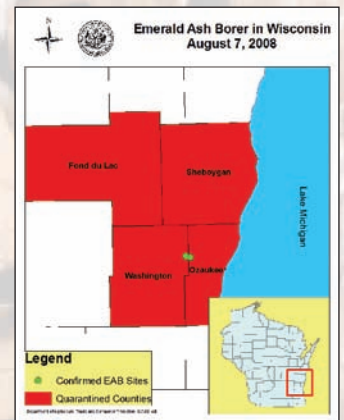 Emerald Ash Borer in Wisconsin
August 7, 2008
Fond du Lac
Sheboygan
Lake Michigan
Washington
Ozaukee
Legend
Confirmed EAB Sites
Quarantined Counties